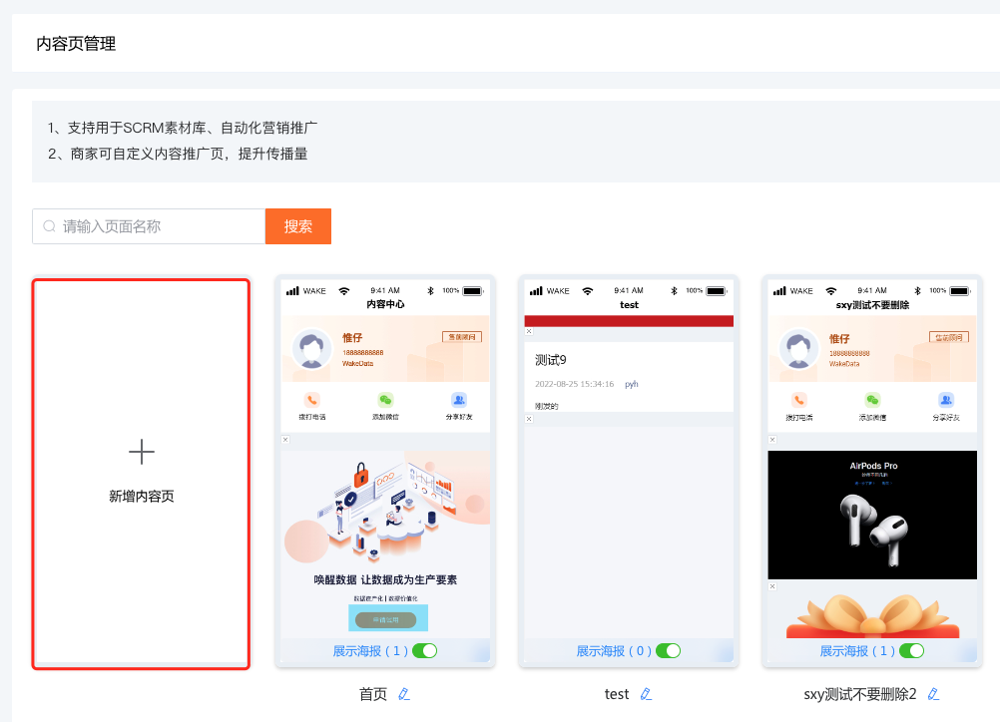 内容页管理
1、支持用于SCRM素材库、自动化营销推广
2、商家可自定义内容推广页，提升传播量
请输入页面名称
搜索
新增内容页
WAKE 9:41 AM 100%
内容中心
惟仔
售前顾问
18888888888
WakeData
拨打电话 添加微信 分享好友
唤醒数据 让数据成为生产要素
数据资产化 | 数据价值化
申请试用
展示海报 ( 1 )
首页
WAKE 9:41 AM 100%
test
测试9
2022-08-25 15:34:16 pyh
刚发的
展示海报 ( 0 )
test
WAKE 9:41 AM 100%
sxy测试不要删除
惟仔
售前顾问
18888888888
WakeData
拨打电话 添加微信 分享好友
AirPods Pro
展示海报 ( 1 )
sxy测试不要删除2